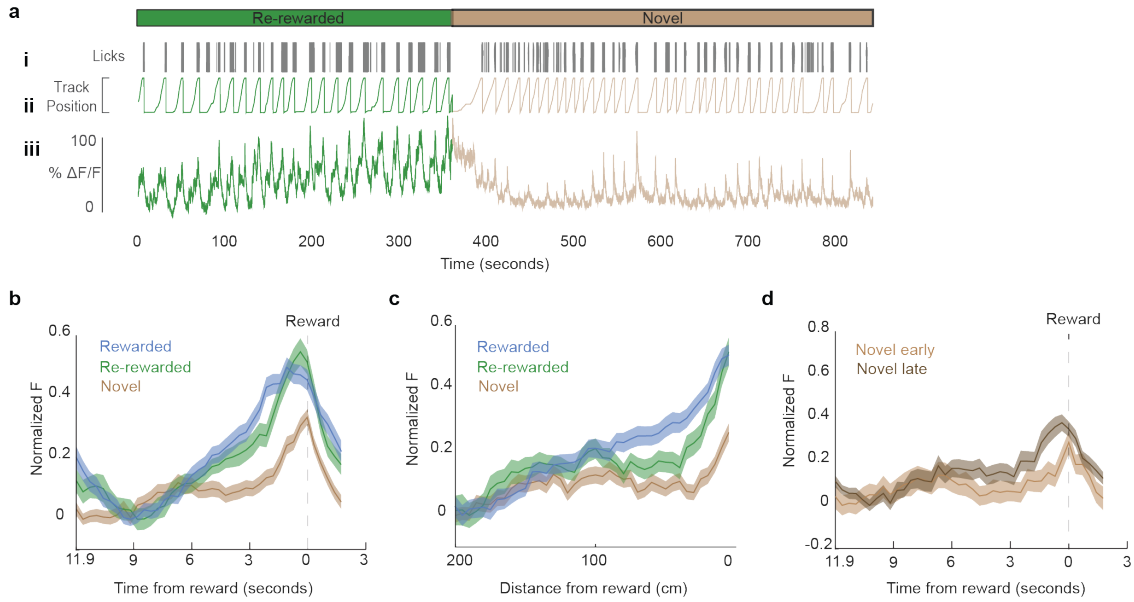 a
Re-rewarded
Novel
i
Licks
ii
Track
Position
iii
100
% ΔF/F
0
0 100 200 300 400 500 600 700 800
Time (seconds)
b
Reward
0.6
0.4
0.2
0
Normalized F
Rewarded
Re-rewarded
Novel
11.9 9 6 3 0 3
Time from reward (seconds)
c
0.6
0.4
0.2
0
Normalized F
Rewarded
Re-rewarded
Novel
200 100 0
Distance from reward (cm)
d
Reward
0.8
0.6
0.4
0.2
0
-0.2
Normalized F
Novel early
Novel late
11.9 9 6 3 0 3
Time from reward (seconds)